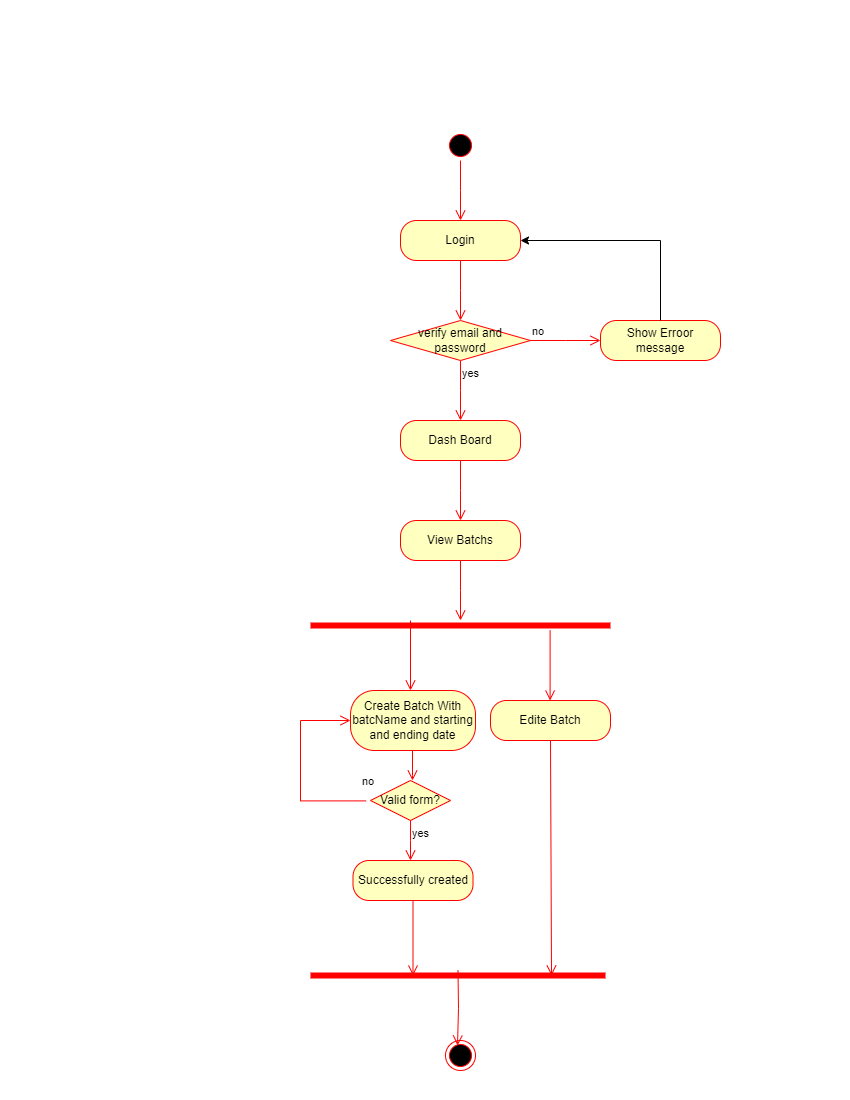 Login
verify email and
password
no
Show Erroor
message
yes
Dash Board
View Batchs
Create Batch With
batcName and starting
and ending date
Edite Batch
no
Valid form?
yes
Successfully created